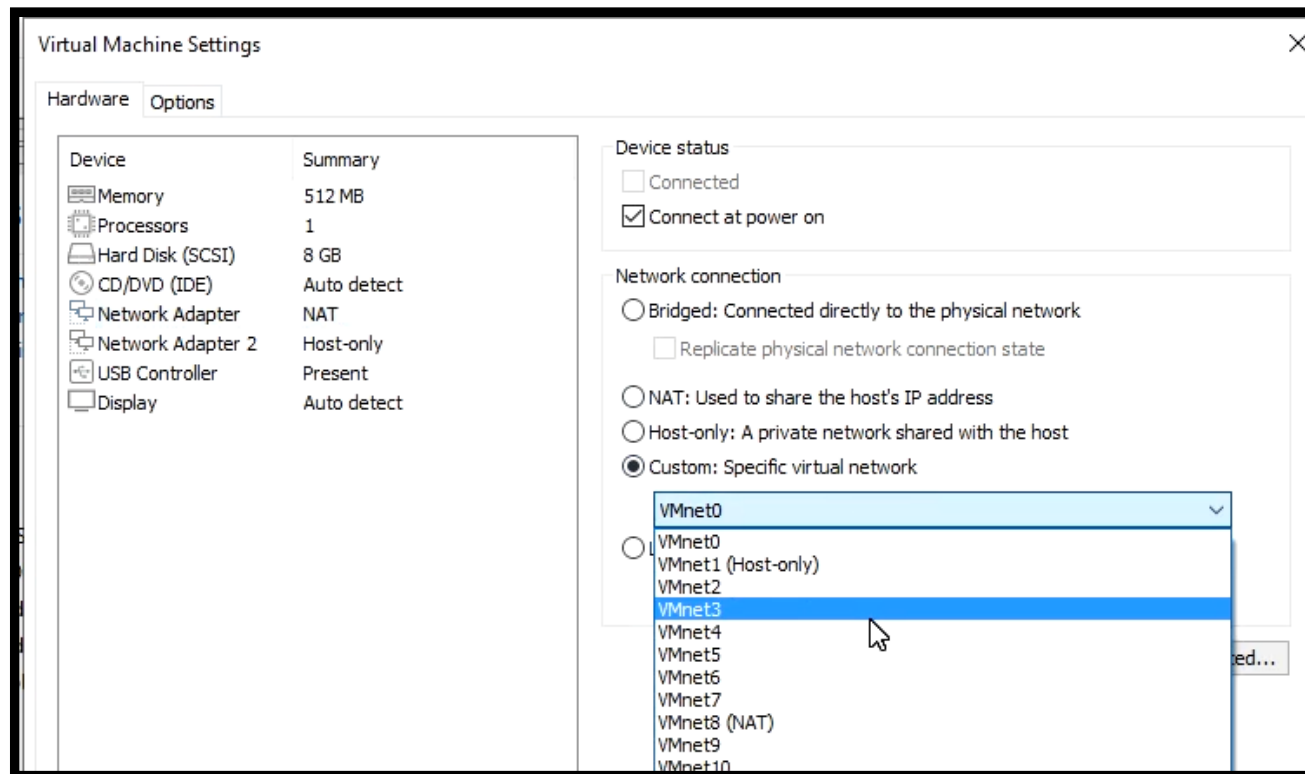 Virtual Machine Settings
Hardware Options
Device Summary
Memory 512 MB
Processors 1
Hard Disk (SCSI) 8 GB
CD/DVD (IDE) Auto detect
Network Adapter NAT
Network Adapter 2 Host-only
USB Controller Present
Display Auto detect
Device status
Connected
Connect at power on
Network connection
Bridged: Connected directly to the physical network
Replicate physical network connection state
NAT: Used to share the host's IP address
Host-only: A private network shared with the host
Custom: Specific virtual network
VMnet0
VMnet0
VMnet1 (Host-only)
VMnet2
VMnet3
VMnet4
VMnet5
VMnet6
VMnet7
VMnet8 (NAT)
VMnet9
VMnet10